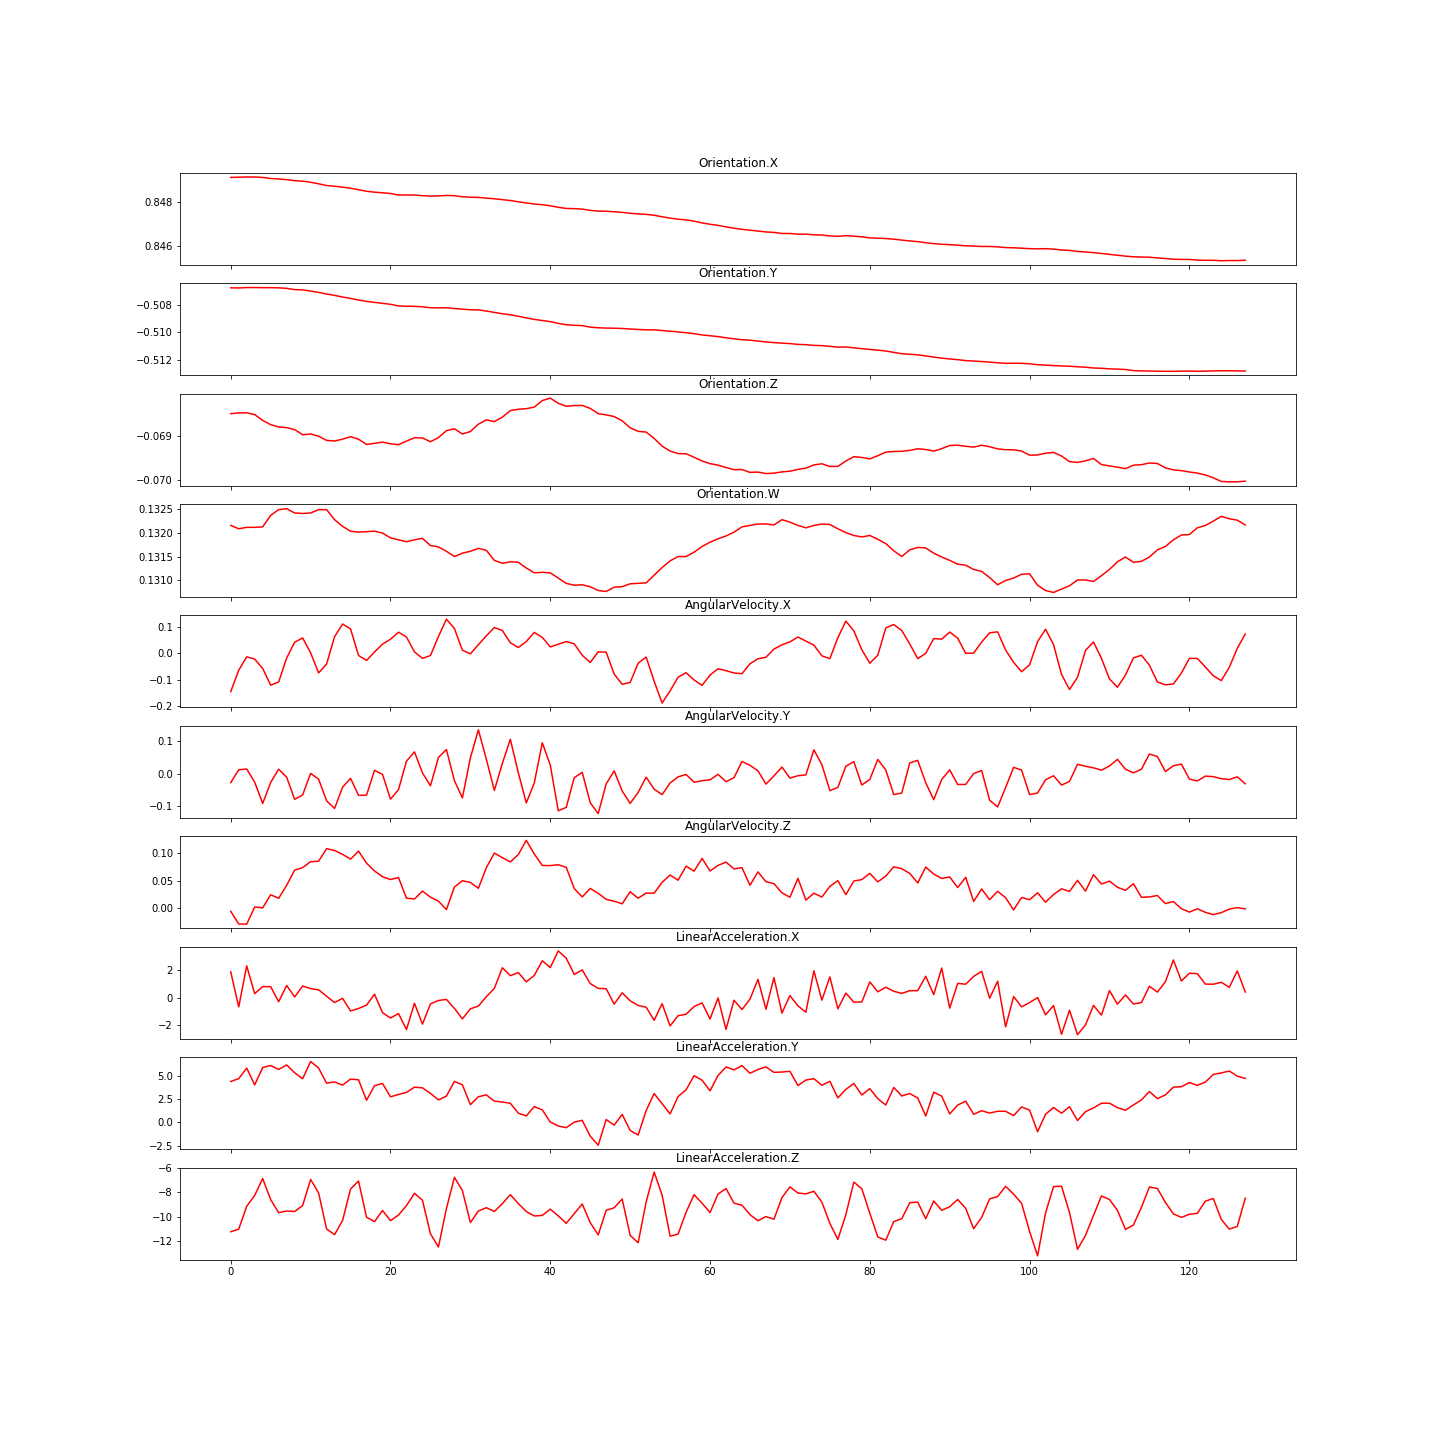 Orientation.X
0.848
0.846
Orientation.Y
−0.508
−0.510
−0.512
Orientation.Z
−0.069
−0.070
Orientation.W
0.1325
0.1320
0.1315
0.1310
AngularVelocity.X
0.1
0.0
−0.1
−0.2
AngularVelocity.Y
0.1
0.0
−0.1
AngularVelocity.Z
0.10
0.05
0.00
LinearAcceleration.X
2
0
−2
LinearAcceleration.Y
5.0
2.5
0.0
−2.5
LinearAcceleration.Z
−6
−8
−10
−12
0 20 40 60 80 100 120